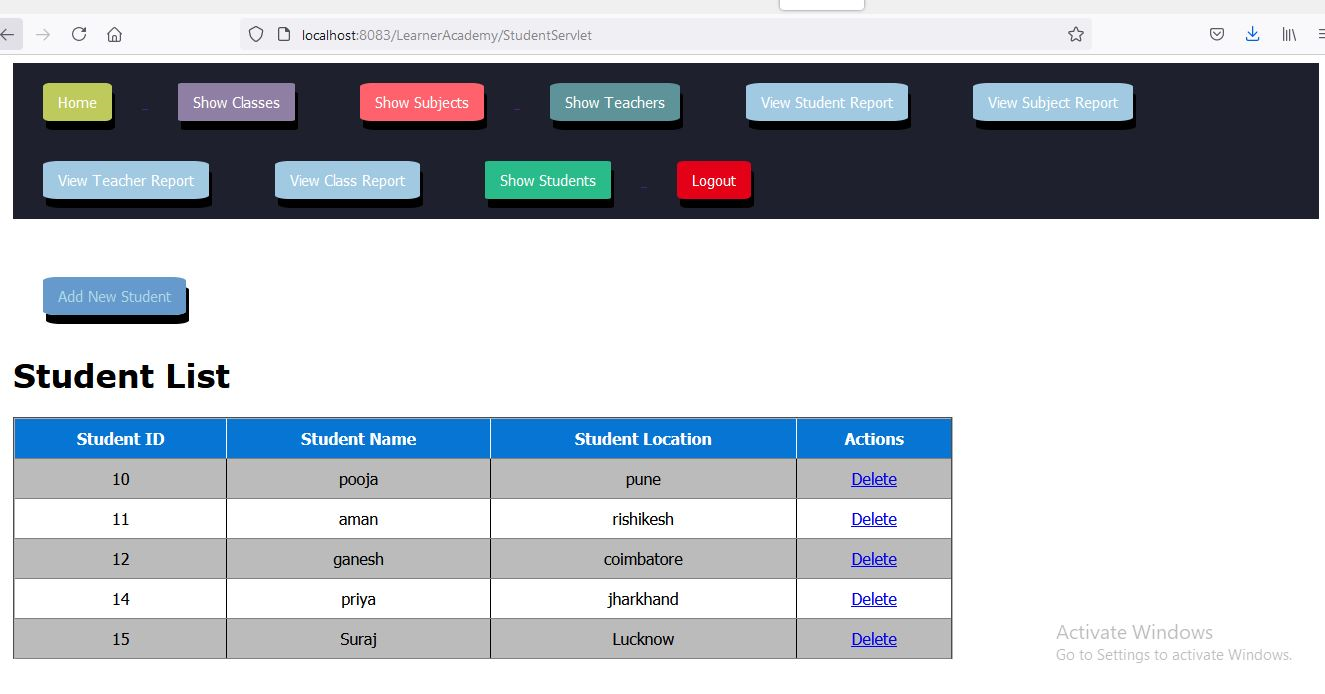 localhost:8083/LearnerAcademy/StudentServlet
Home Show Classes Show Subjects Show Teachers View Student Report View Subject Report
View Teacher Report View Class Report Show Students Logout
Add New Student
Student List
Student ID Student Name Student Location Actions
10 pooja pune Delete
11 aman rishikesh Delete
12 ganesh coimbatore Delete
14 priya jharkhand Delete
15 Suraj Lucknow Delete
Activate Windows
Go to Settings to activate Windows.